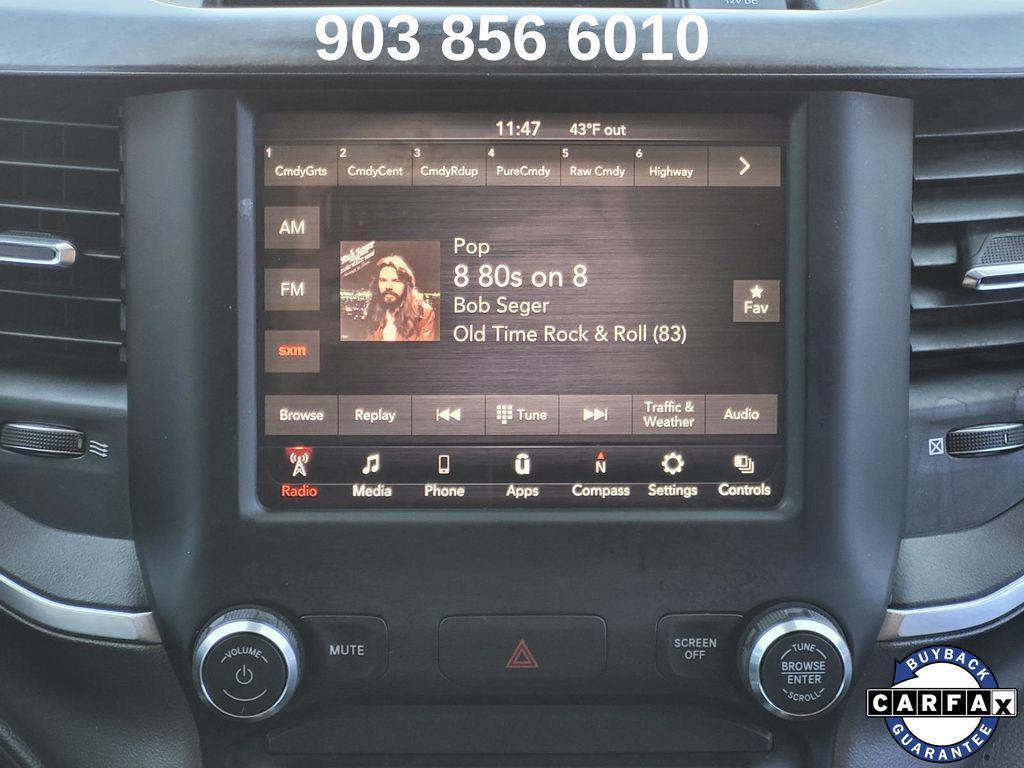 12V DC
903 856 6010
11:47 43°F out
1 CmdyGrts 2 CmdyCent 3 CmdyRdup 4 PureCmdy 5 Raw Cmdy 6 Highway
AM
FM
sxm
Pop
8 80s on 8
Bob Seger
Old Time Rock & Roll (83)
Fav
Browse Replay Tune Traffic & Weather Audio
N
Radio Media Phone Apps Compass Settings Controls
VOLUME
MUTE
SCREEN
OFF
TUNE
BROWSE
ENTER
SCROLL
BUYBACK
CARFAX
GUARANTEE